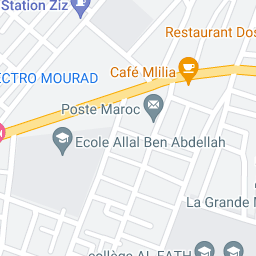 Station Ziz
Restaurant Dos
Café Mlilia
ECTRO MOURAD
Poste Maroc
Ecole Allal Ben Abdellah
La Grande M
collège AL FATH